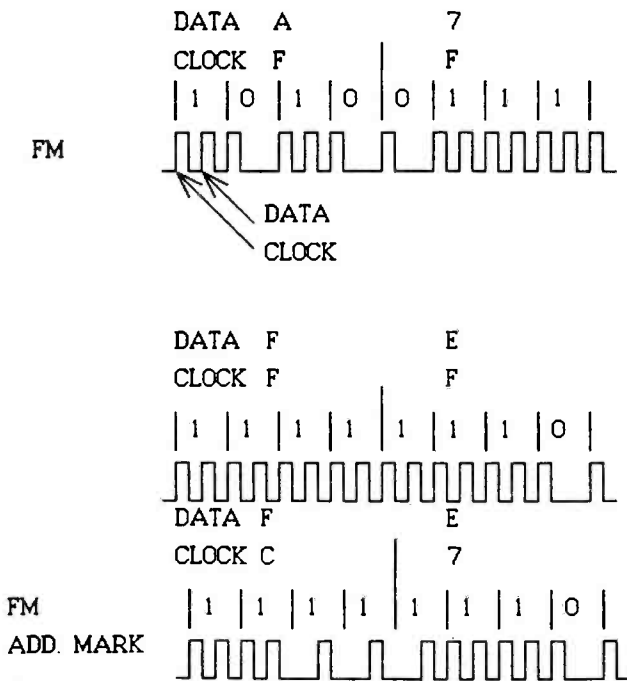 DATA A 7
CLOCK F F
1 0 1 0 0 1 1 1
FM
DATA
CLOCK
DATA F E
CLOCK F F
1 1 1 1 1 1 1 0
DATA F E
CLOCK C 7
FM 1 1 1 1 1 1 1 0
ADD. MARK